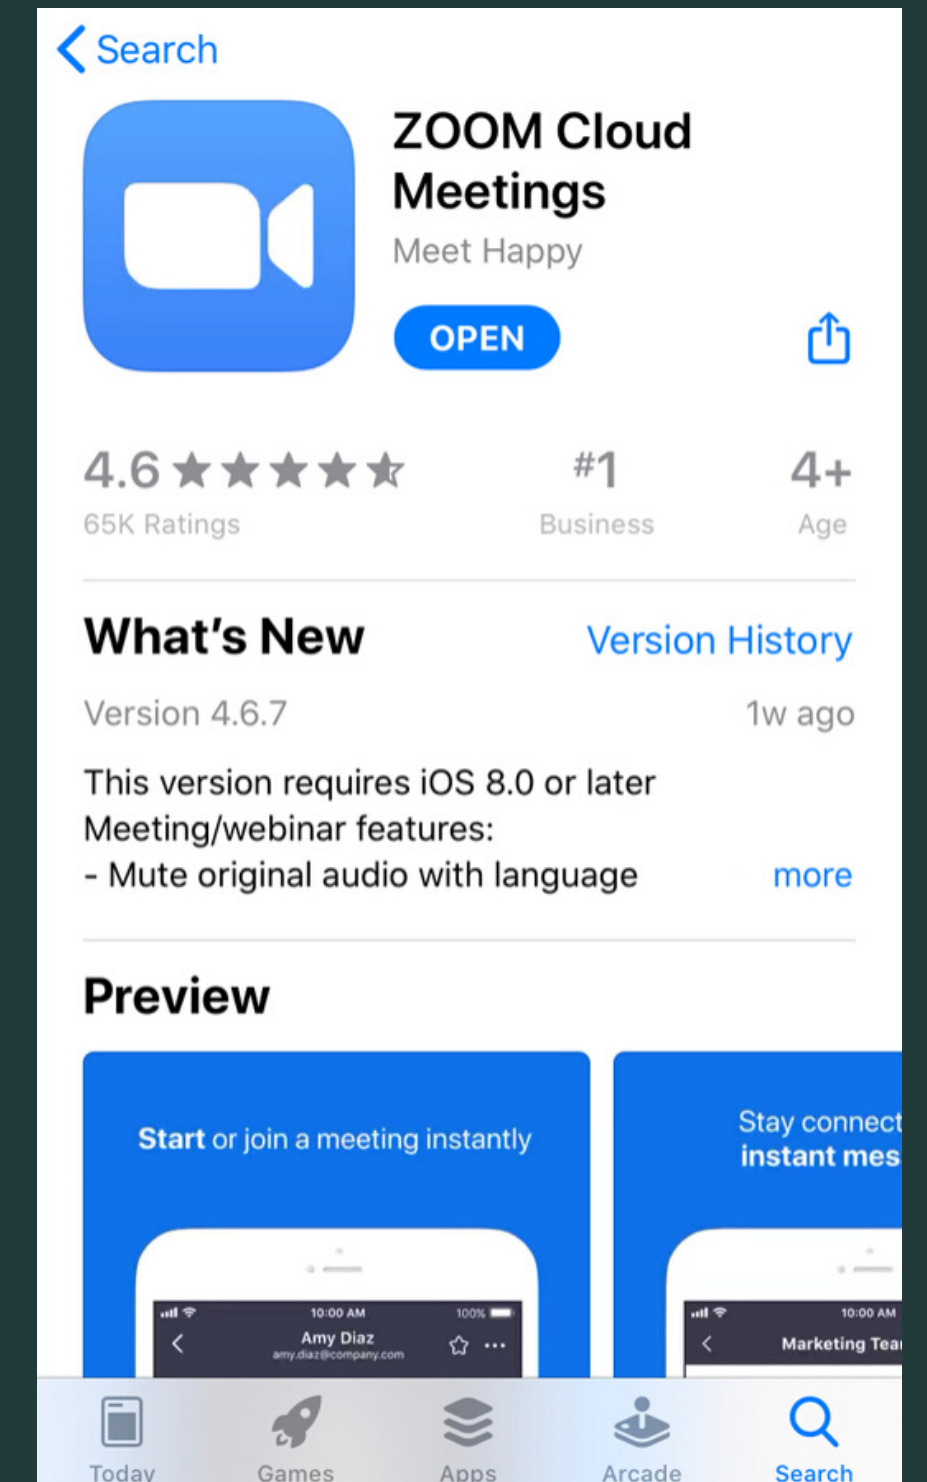 Search
ZOOM Cloud
Meetings
Meet Happy
OPEN
4.6
65K Ratings
#1
Business
4+
Age
What's New
Version History
Version 4.6.7
1w ago
This version requires iOS 8.0 or later
Meeting/webinar features:
- Mute original audio with language
more
Preview
Start or join a meeting instantly
10:00 AM
100%
Amy Diaz
amy.diaz@company.com
Stay connect
instant mes
10:00 AM
Marketing Tea
Today
Games
Apps
Arcade
Search